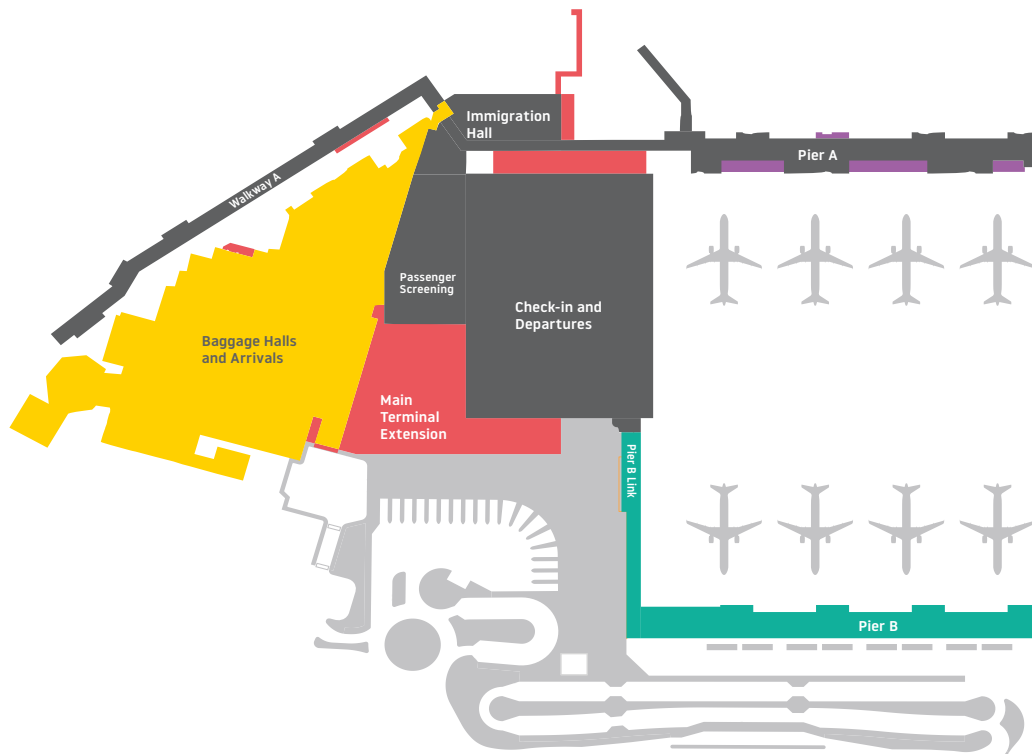 Immigration
Hall
Pier A
Walkway A
Passenger
Screening
Check-in and
Departures
Baggage Halls
and Arrivals
Main
Terminal
Extension
Pier B Link
Pier B